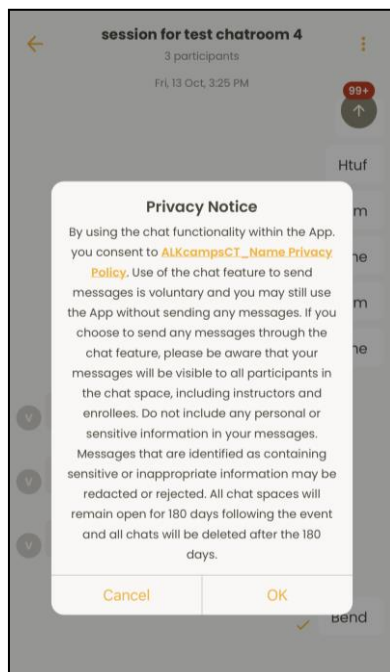 session for test chatroom 4
3 participants
Fri, 13 Oct, 3:25 PM
99+
Htuf
m
ne
m
ne
Privacy Notice
By using the chat functionality within the App.
you consent to ALKcampsCT_Name Privacy
Policy. Use of the chat feature to send
messages is voluntary and you may still use
the App without sending any messages. If you
choose to send any messages through the
chat feature, please be aware that your
messages will be visible to all participants in
the chat space, including instructors and
enrollees. Do not include any personal or
sensitive information in your messages.
Messages that are identified as containing
sensitive or inappropriate information may be
redacted or rejected. All chat spaces will
remain open for 180 days following the event
and all chats will be deleted after the 180
days.
V
V
V
Cancel OK
Bend